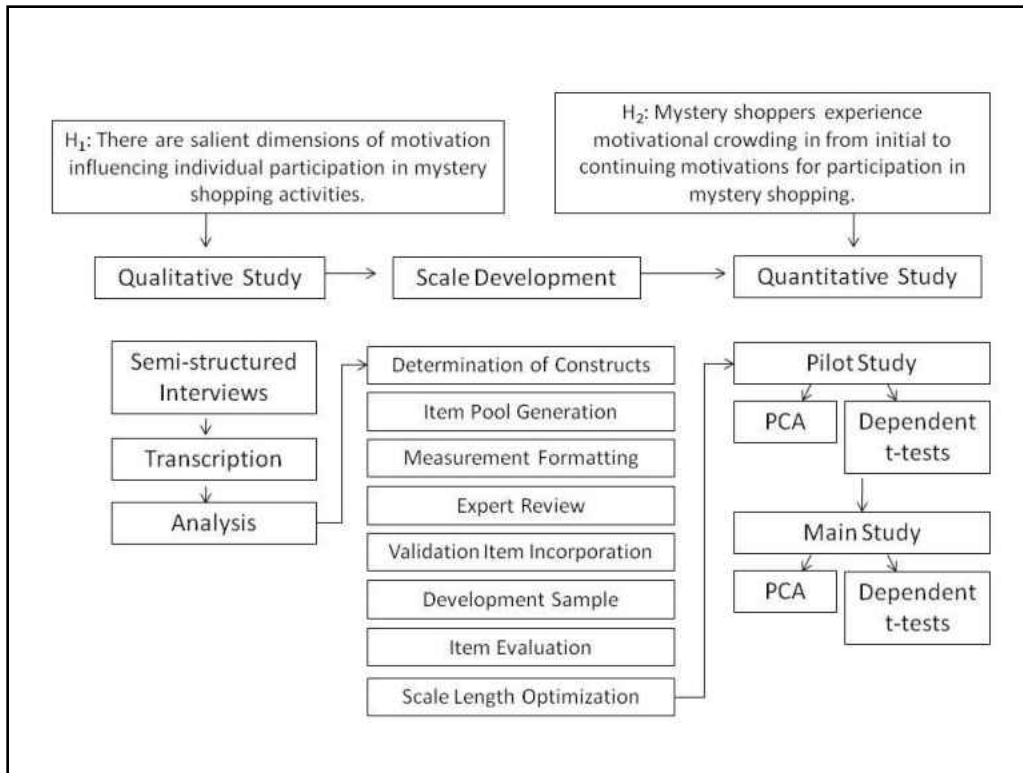 H1: There are salient dimensions of motivation
influencing individual participation in mystery
shopping activities.
H2: Mystery shoppers experience
motivational crowding in from initial to
continuing motivations for participation in
mystery shopping.
Qualitative Study
Scale Development
Quantitative Study
Semi-structured
Interviews
Transcription
Analysis
Determination of Constructs
Item Pool Generation
Measurement Formatting
Expert Review
Validation Item Incorporation
Development Sample
Item Evaluation
Scale Length Optimization
Pilot Study
PCA
Dependent
t-tests
Main Study
PCA
Dependent
t-tests